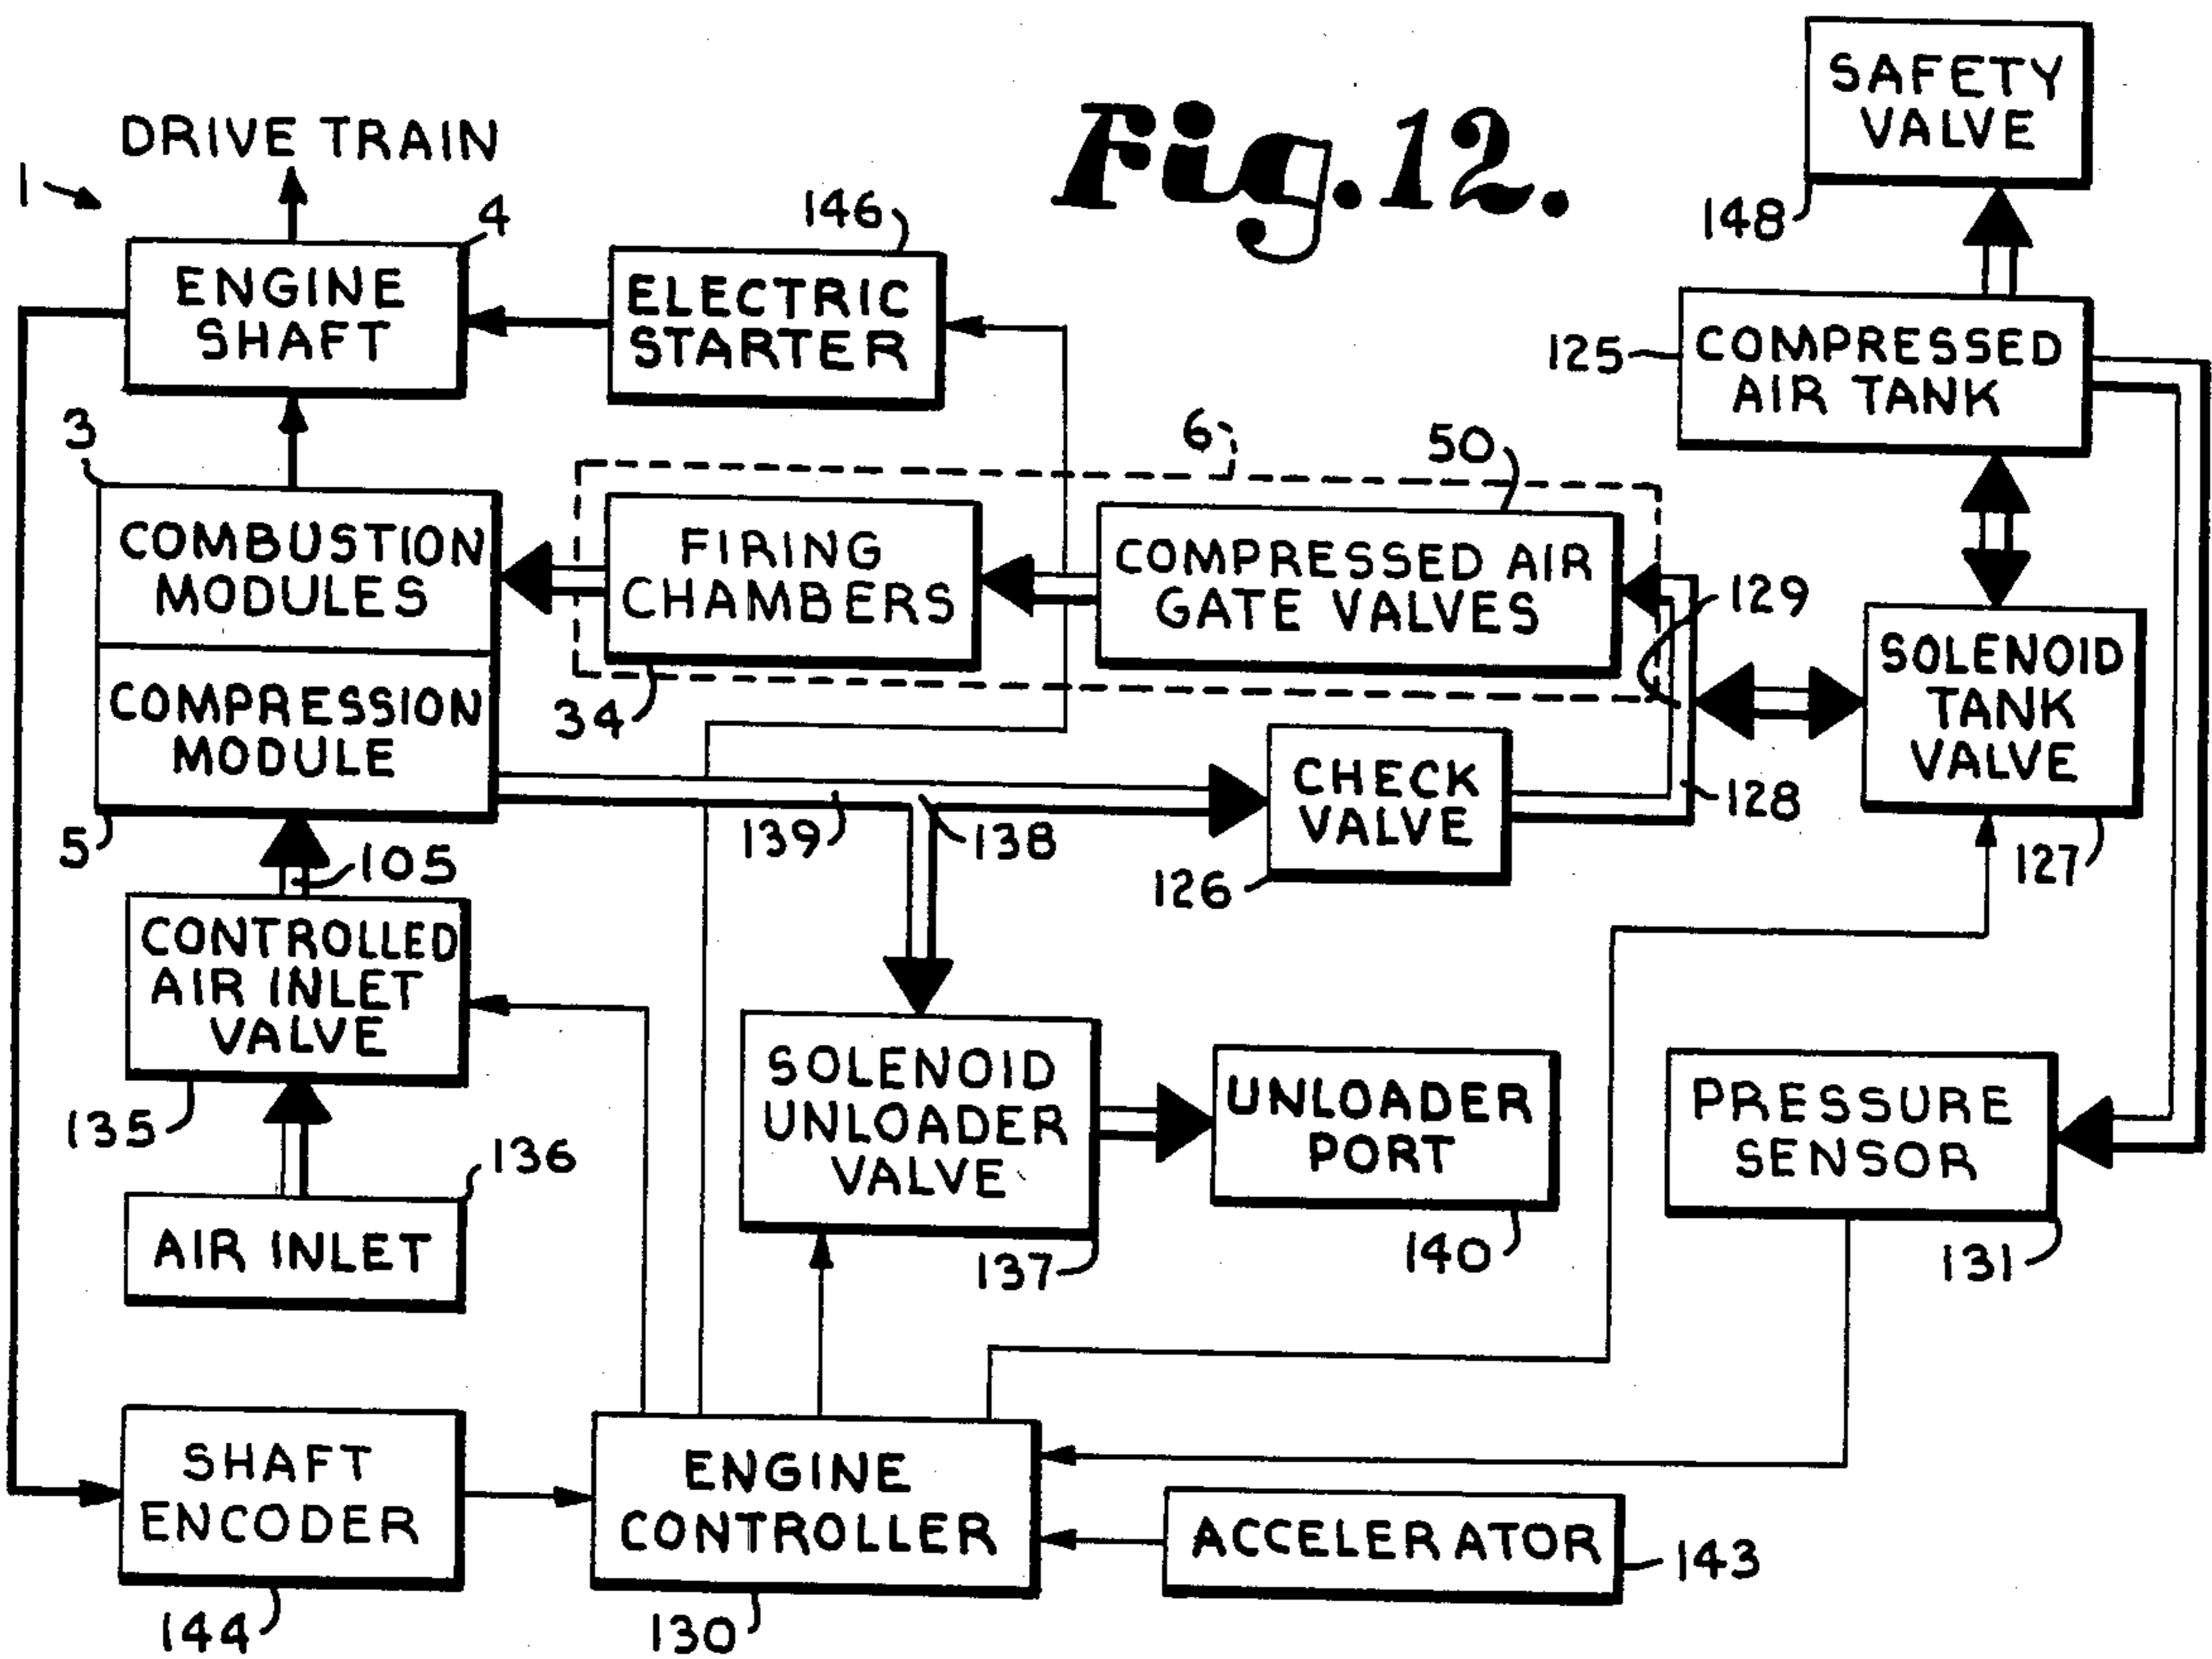 Fig.12.
SAFETY
VALVE
148
DRIVE TRAIN
1
4
146
ENGINE
SHAFT
ELECTRIC
STARTER
125
COMPRESSED
AIR TANK
3
6
50
COMBUSTION
MODULES
FIRING
CHAMBERS
COMPRESSED AIR
GATE VALVES
129
SOLENOID
TANK
VALVE
34
COMPRESSION
MODULE
CHECK
VALVE
128
139
138
5
105
126
127
CONTROLLED
AIR INLET
VALVE
135
SOLENOID
UNLOADER
VALVE
UNLOADER
PORT
PRESSURE
SENSOR
136
AIR INLET
137
140
131
SHAFT
ENCODER
ENGINE
CONTROLLER
ACCELERATOR
143
144
130